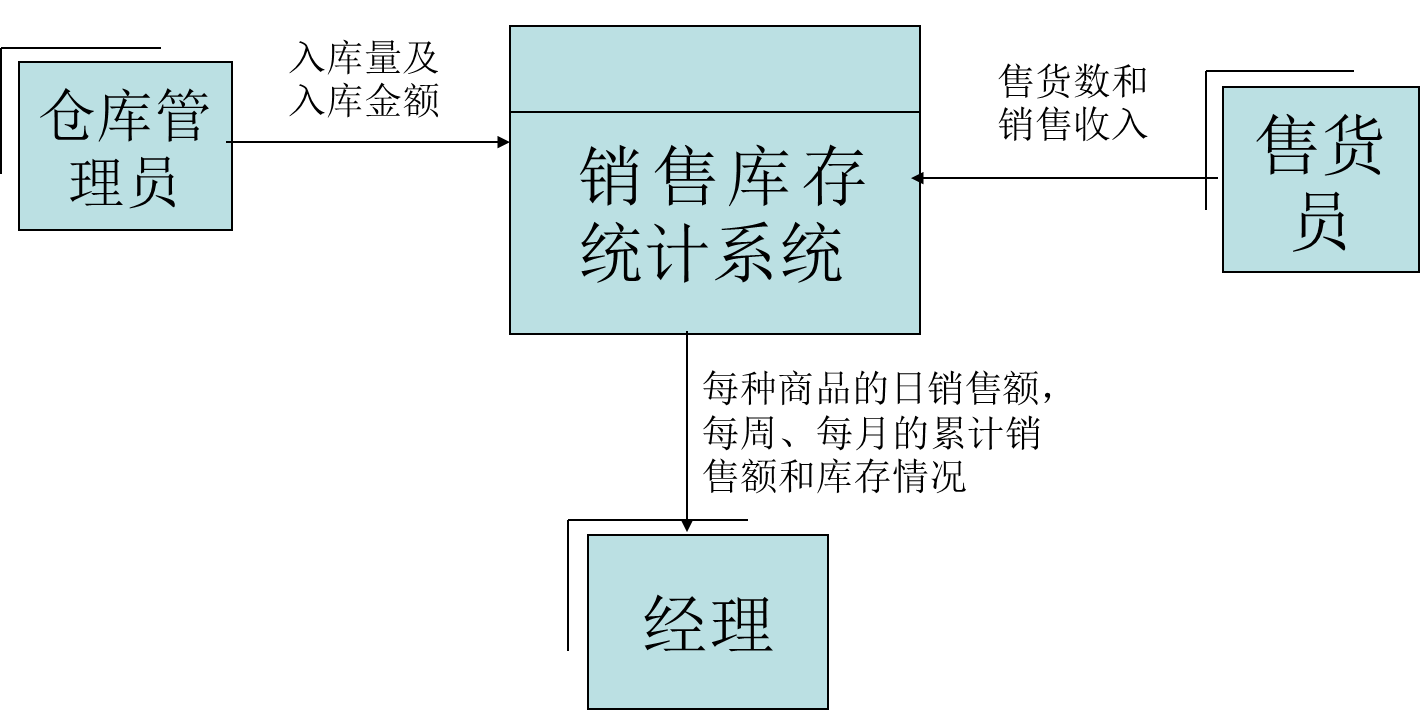 仓库管
理员
入库量及
入库金额
销售库存
统计系统
售货数和
销售收入
售货
员
每种商品的日销售额，
每周、每月的累计销
售额和库存情况
经理